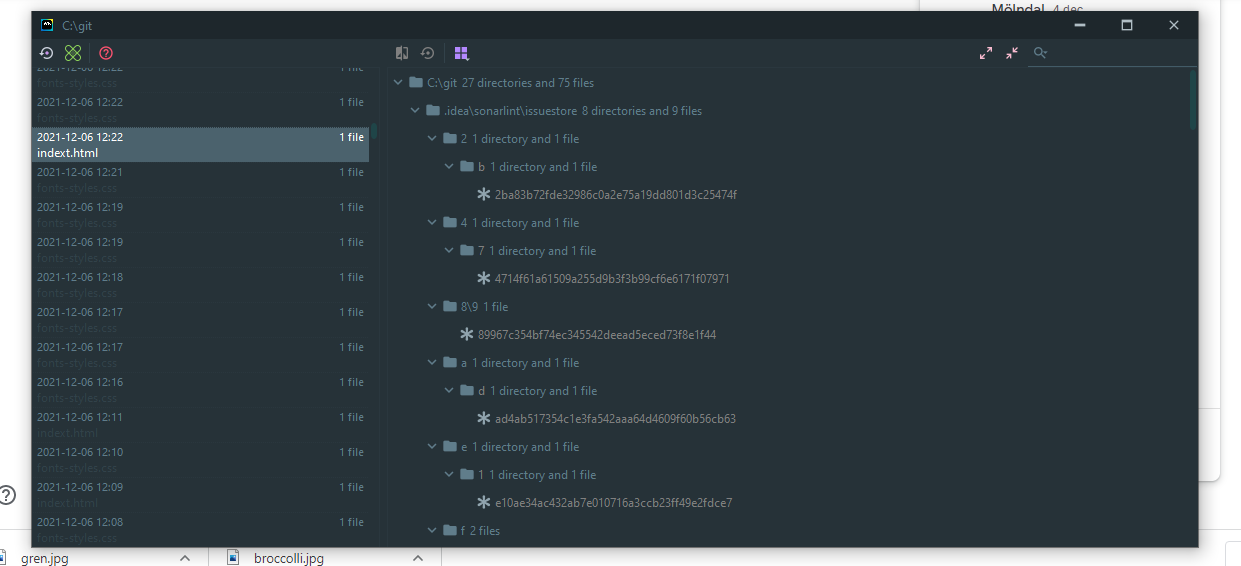 Mölndal 4 dec.
C:\git
2021-12-06 12:22 1 file
fonts-styles.css
2021-12-06 12:22 1 file
fonts-styles.css
2021-12-06 12:22 1 file
indext.html
2021-12-06 12:21 1 file
fonts-styles.css
2021-12-06 12:19 1 file
fonts-styles.css
2021-12-06 12:19 1 file
fonts-styles.css
2021-12-06 12:18 1 file
fonts-styles.css
2021-12-06 12:17 1 file
fonts-styles.css
2021-12-06 12:17 1 file
fonts-styles.css
2021-12-06 12:16 1 file
fonts-styles.css
2021-12-06 12:11 1 file
indext.html
2021-12-06 12:10 1 file
fonts-styles.css
2021-12-06 12:09 1 file
indext.html
2021-12-06 12:08 1 file
fonts-styles.css
C:\git 27 directories and 75 files
.idea\sonarlint\issuestore 8 directories and 9 files
2 1 directory and 1 file
b 1 directory and 1 file
2ba83b72fde32986c0a2e75a19dd801d3c25474f
4 1 directory and 1 file
7 1 directory and 1 file
4714f61a61509a255d9b3f3b99cf6e6171f07971
8\9 1 file
89967c354bf74ec345542deead5eced73f8e1f44
a 1 directory and 1 file
d 1 directory and 1 file
ad4ab517354c1e3fa542aaa64d4609f60b56cb63
e 1 directory and 1 file
1 1 directory and 1 file
e10ae34ac432ab7e010716a3ccb23ff49e2fdce7
f 2 files
gren.jpg
broccolli.jpg